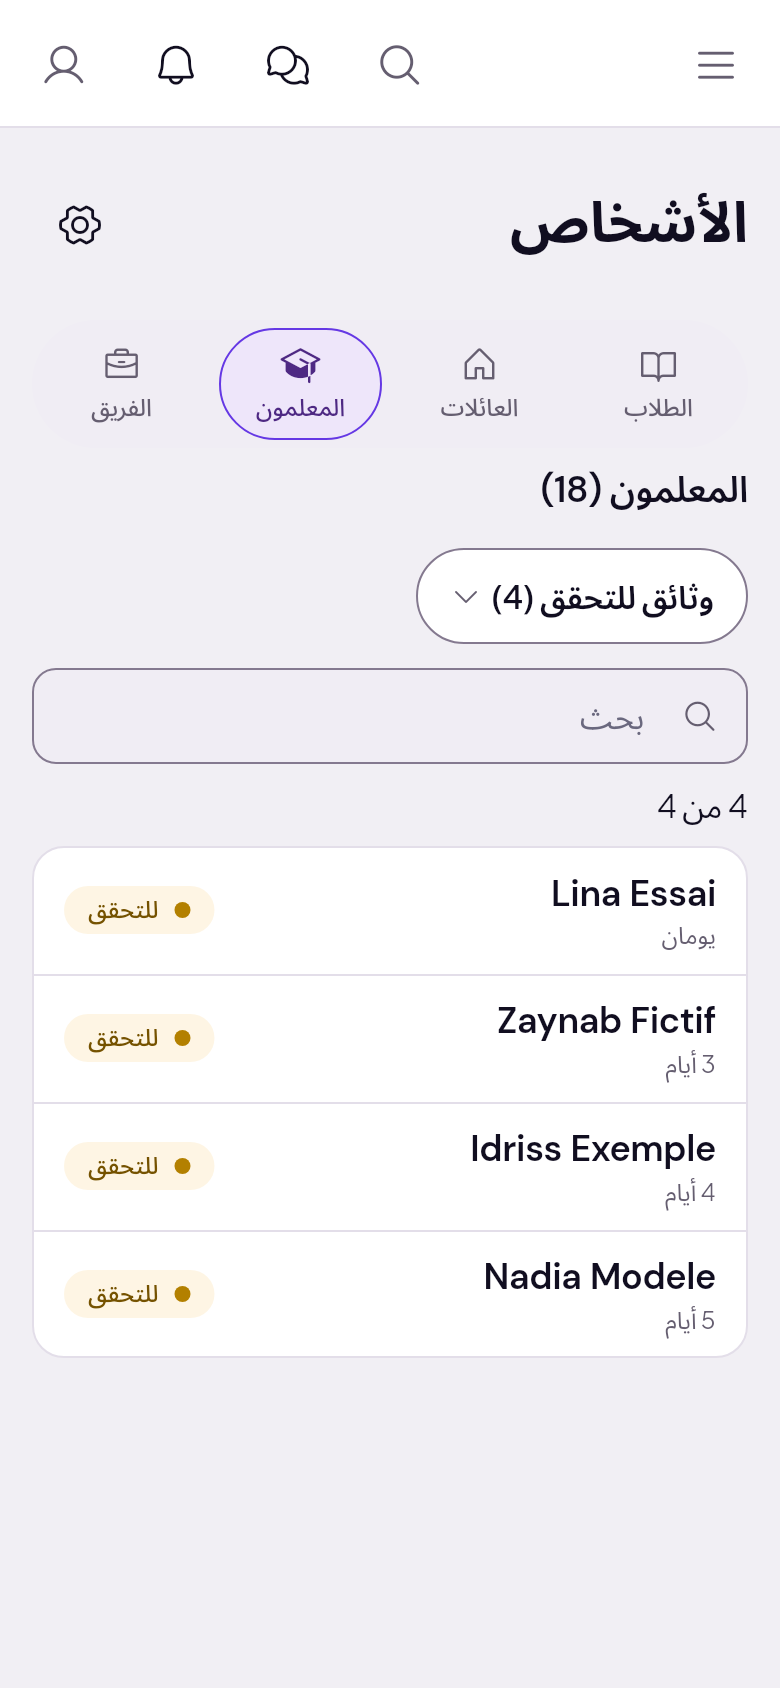 الأشخاص
الطلاب
العائلات
المعلمون
الفريق
المعلمون (18)
وثائق للتحقق (4)
بحث
4 من 4
Lina Essai
يومان
للتحقق
Zaynab Fictif
3 أيام
للتحقق
Idriss Exemple
4 أيام
للتحقق
Nadia Modele
5 أيام
للتحقق